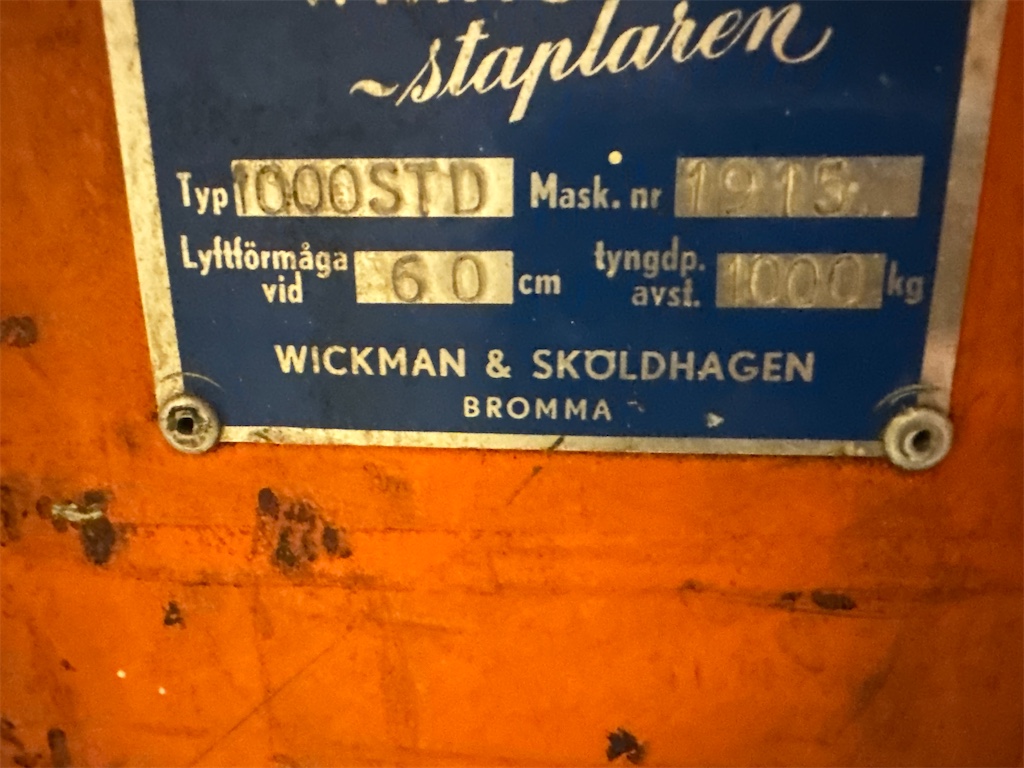 ~staplaren
Typ 1000STD Mask. nr 1915
Lyftförmåga vid 60 cm tyngdp. avst. 1000 kg
WICKMAN & SKÖLDHAGEN
BROMMA